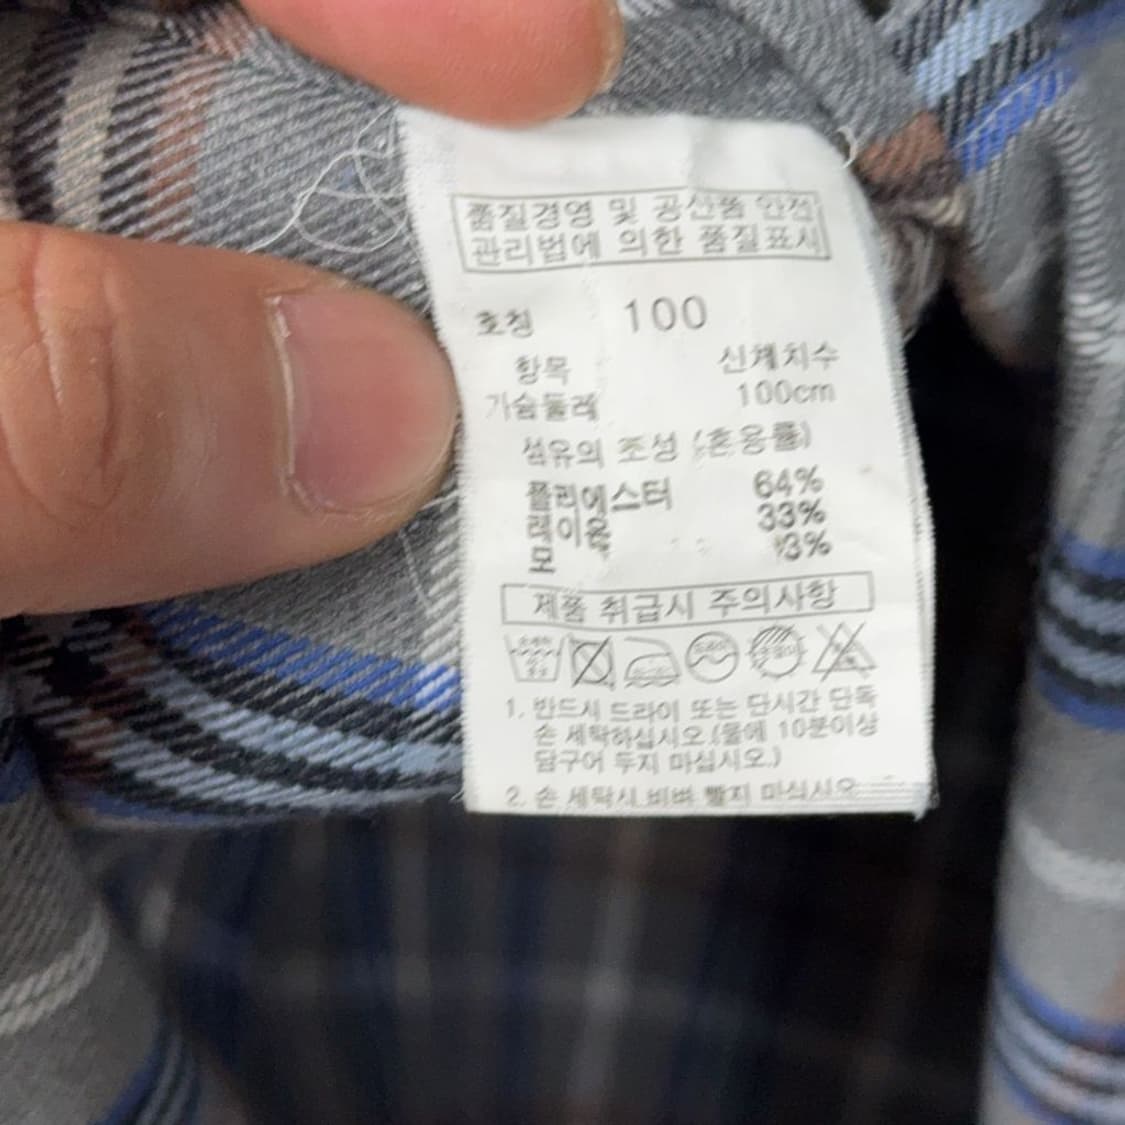 품질경영 및 공산품 안전
관리법에 의한 품질표시
호칭 100
항목 신체치수
가슴둘레 100cm
섬유의 조성 (혼용률)
폴리에스터 64%
레이온 33%
모 3%
제품 취급시 주의사항
1. 반드시 드라이 또는 단시간 단독
손 세탁하십시오.(물에 10분이상
담구어 두지 마십시오.)
2. 손 세탁시 비벼 빨지 마십시오